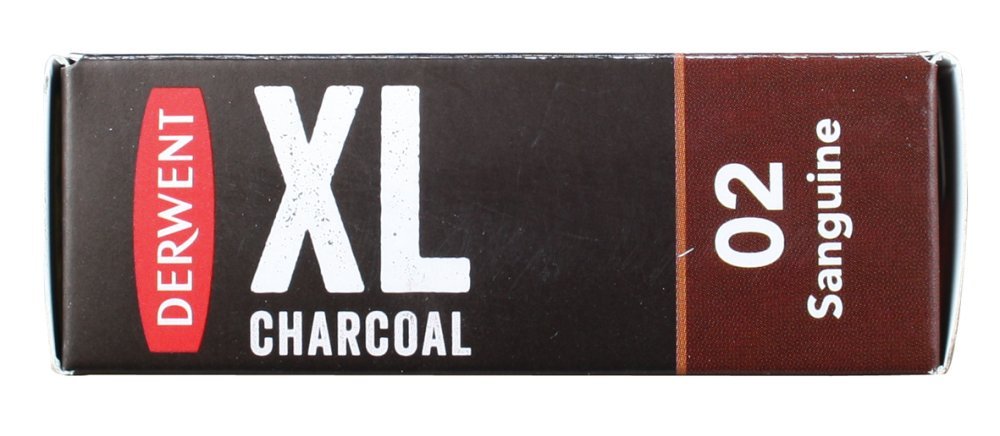 DERWENT
XL
CHARCOAL
02
Sanguine